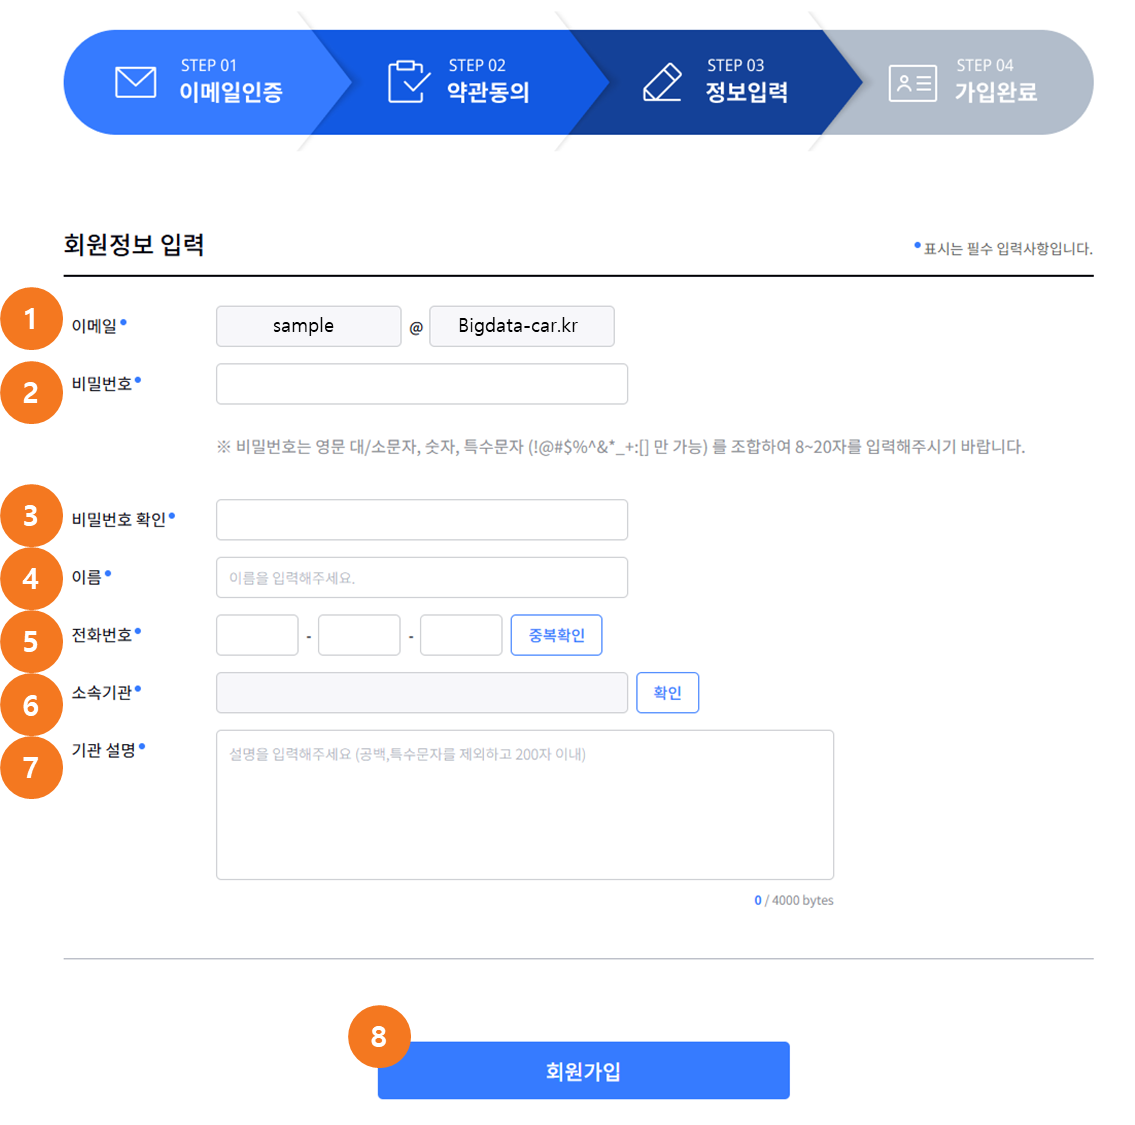 STEP 01
이메일인증
STEP 02
약관동의
STEP 03
정보입력
STEP 04
가입완료
회원정보 입력
표시는 필수 입력사항입니다.
1
이메일
sample @ Bigdata-car.kr
2
비밀번호
※ 비밀번호는 영문 대/소문자, 숫자, 특수문자 (!@#$%^&*_+:[] 만 가능) 를 조합하여 8~20자를 입력해주시기 바랍니다.
3
비밀번호 확인
4
이름
이름을 입력해주세요.
5
전화번호
- - 중복확인
6
소속기관
확인
7
기관 설명
설명을 입력해주세요 (공백,특수문자를 제외하고 200자 이내)
0 / 4000 bytes
8
회원가입